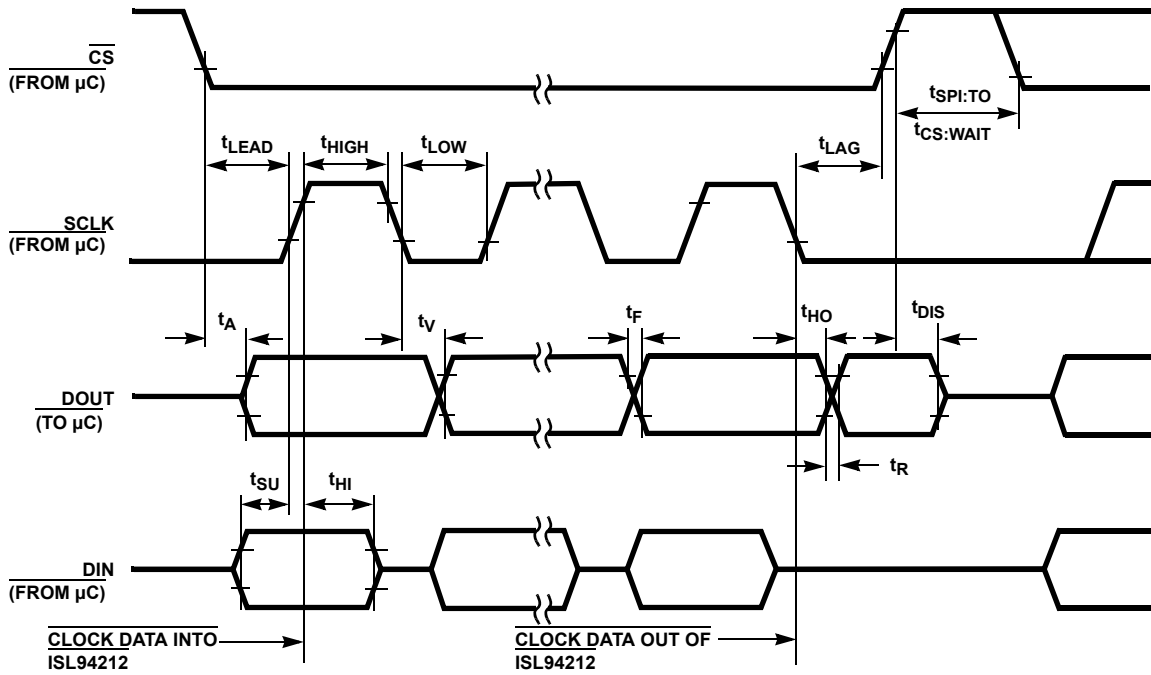 CS
(FROM µC)
tSPI:TO
tCS:WAIT
tLEAD
tHIGH
tLOW
tLAG
SCLK
(FROM µC)
tA
tV
tF
tHO
tDIS
DOUT
(TO µC)
tR
tSU
tHI
DIN
(FROM µC)
CLOCK DATA INTO
ISL94212
CLOCK DATA OUT OF
ISL94212